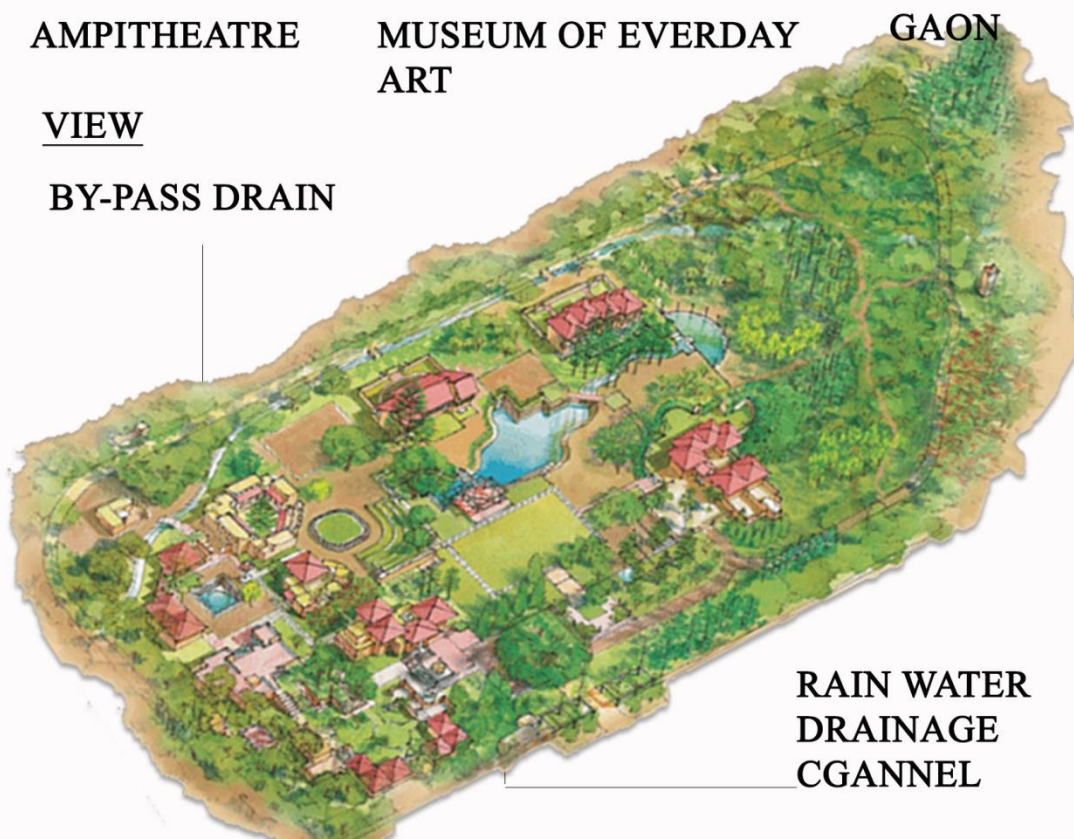 AMPITHEATRE
MUSEUM OF EVERDAY
ART
GAON
VIEW
BY-PASS DRAIN
RAIN WATER
DRAINAGE
CGANNEL